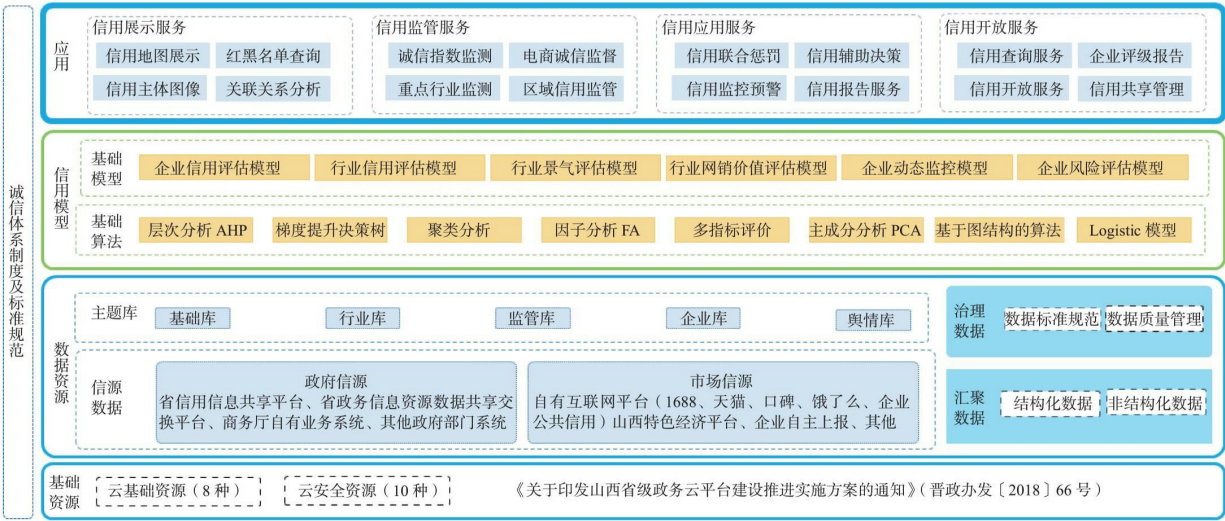 诚信体系制度及标准规范
应用
信用展示服务
信用地图展示 红黑名单查询
信用主体图像 关联关系分析
信用监管服务
诚信指数监测 电商诚信监督
重点行业监测 区域信用监管
信用应用服务
信用联合惩罚 信用辅助决策
信用监控预警 信用报告服务
信用开放服务
信用查询服务 企业评级报告
信用开放服务 信用共享管理
信用模型
基础
模型
企业信用评估模型 行业信用评估模型 行业景气评估模型 行业网销价值评估模型 企业动态监控模型 企业风险评估模型
基础
算法
层次分析 AHP 梯度提升决策树 聚类分析 因子分析 FA 多指标评价 主成分分析 PCA 基于图结构的算法 Logistic 模型
数据资源
主题库
基础库 行业库 监管库 企业库 舆情库
信源
数据
政府信源
省信用信息共享平台、省政务信息资源数据共享交
换平台、商务厅自有业务系统、其他政府部门系统
市场信源
自有互联网平台（1688、天猫、口碑、饿了么、企业
公共信用）山西特色经济平台、企业自主上报、其他
治理
数据
数据标准规范 数据质量管理
汇聚
数据
结构化数据 非结构化数据
基础
资源
云基础资源（8 种） 云安全资源（10 种） 《关于印发山西省级政务云平台建设推进实施方案的通知》（晋政办发〔2018〕66 号）